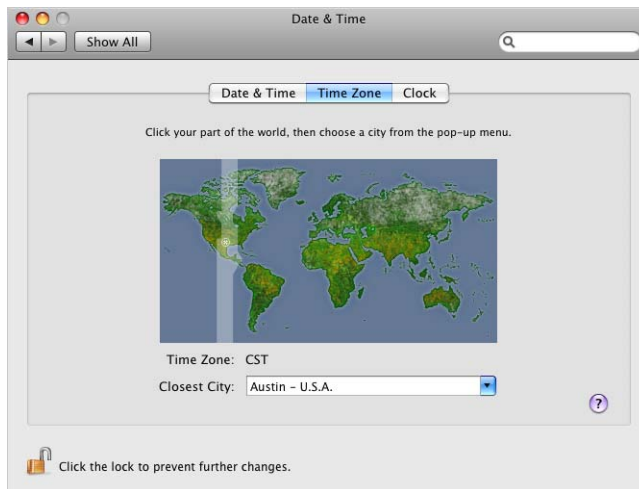 Date & Time
Show All
Date & Time Time Zone Clock
Click your part of the world, then choose a city from the pop-up menu.
Time Zone: CST
Closest City: Austin – U.S.A.
?
Click the lock to prevent further changes.